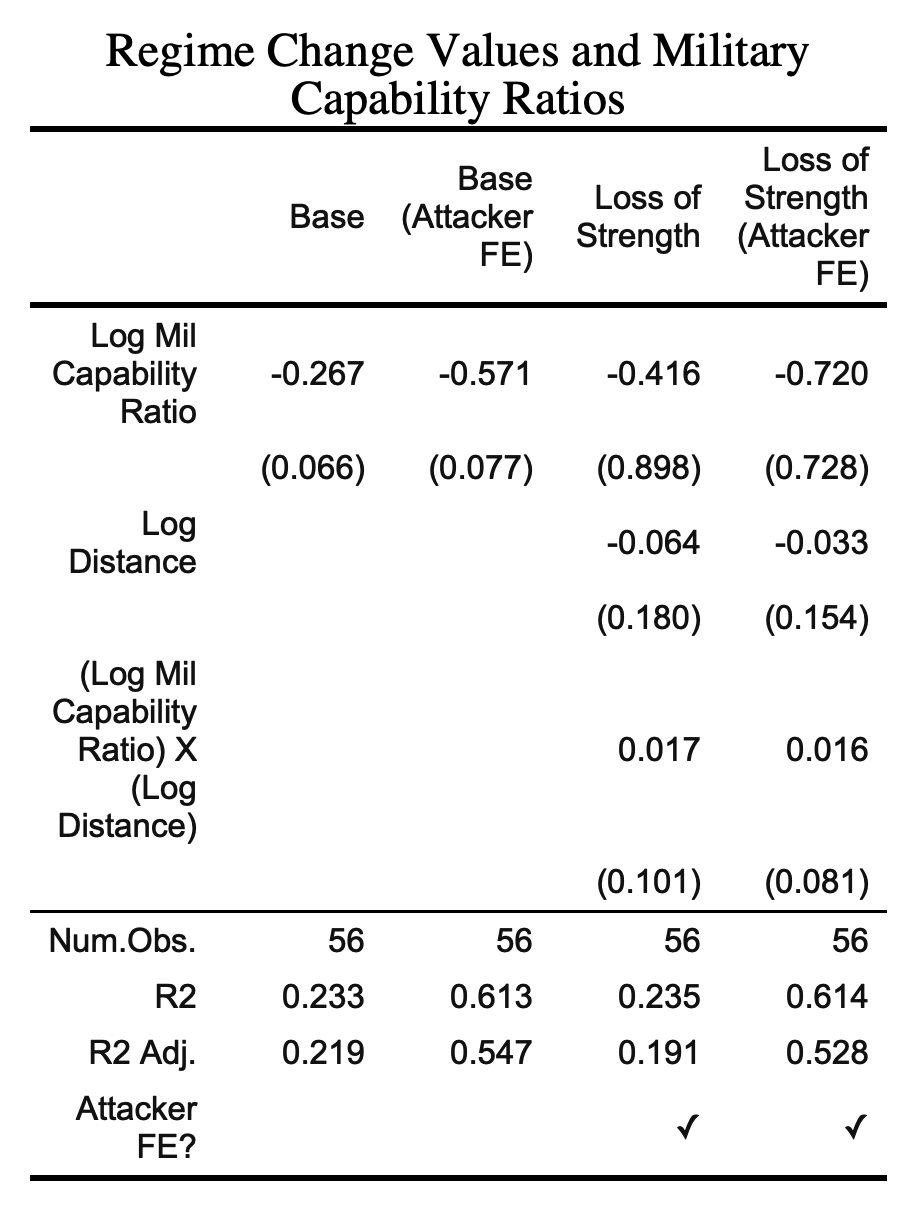 Regime Change Values and Military
Capability Ratios
Base
Base
(Attacker
FE)
Loss of
Strength
Loss of
Strength
(Attacker
FE)
Log Mil
Capability
Ratio
-0.267 -0.571 -0.416 -0.720
(0.066) (0.077) (0.898) (0.728)
Log
Distance
-0.064 -0.033
(0.180) (0.154)
(Log Mil
Capability
Ratio) X
(Log
Distance)
0.017 0.016
(0.101) (0.081)
Num.Obs. 56 56 56 56
R2 0.233 0.613 0.235 0.614
R2 Adj. 0.219 0.547 0.191 0.528
Attacker
FE?
✓ ✓